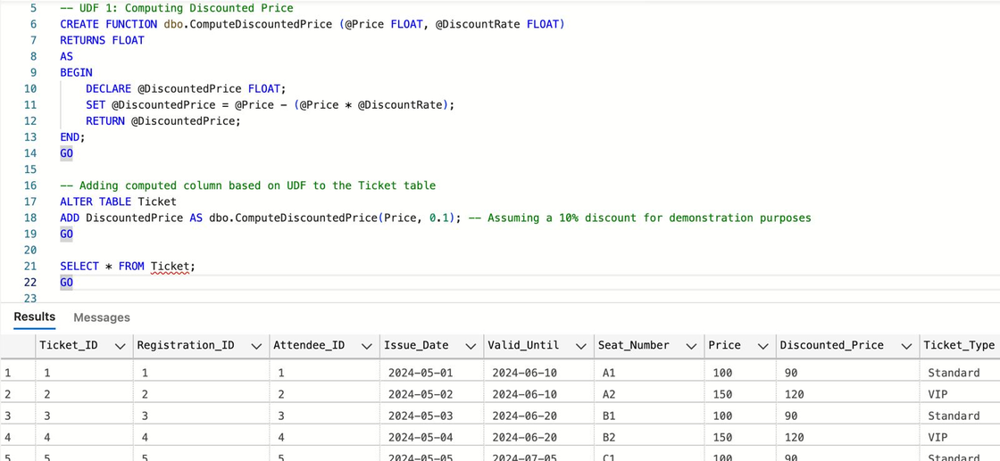 5 -- UDF 1: Computing Discounted Price
6 CREATE FUNCTION dbo.ComputeDiscountedPrice (@Price FLOAT, @DiscountRate FLOAT)
7 RETURNS FLOAT
8 AS
9 BEGIN
10 DECLARE @DiscountedPrice FLOAT;
11 SET @DiscountedPrice = @Price - (@Price * @DiscountRate);
12 RETURN @DiscountedPrice;
13 END;
14 GO
15
16 -- Adding computed column based on UDF to the Ticket table
17 ALTER TABLE Ticket
18 ADD DiscountedPrice AS dbo.ComputeDiscountedPrice(Price, 0.1); -- Assuming a 10% discount for demonstration purposes
19 GO
20
21 SELECT * FROM Ticket;
22 GO
23
Results Messages
Ticket_ID Registration_ID Attendee_ID Issue_Date Valid_Until Seat_Number Price Discounted_Price Ticket_Type
1 1 1 1 2024-05-01 2024-06-10 A1 100 90 Standard
2 2 2 2 2024-05-02 2024-06-10 A2 150 120 VIP
3 3 3 3 2024-05-03 2024-06-20 B1 100 90 Standard
4 4 4 4 2024-05-04 2024-06-20 B2 150 120 VIP
5 5 5 5 2024-05-05 2024-07-05 C1 100 90 Standard